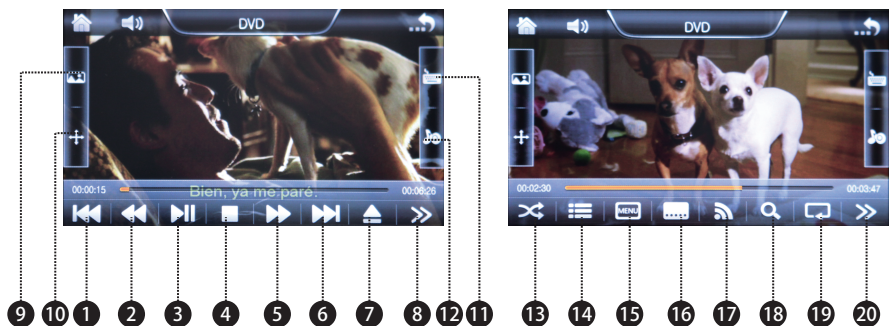 DVD
00:00:15
Bien, ya me paré.
00:06:26
9 10 1 2 3 4 5 6 7 8 12 11
DVD
00:02:30
00:03:47
MENU
13 14 15 16 17 18 19 20